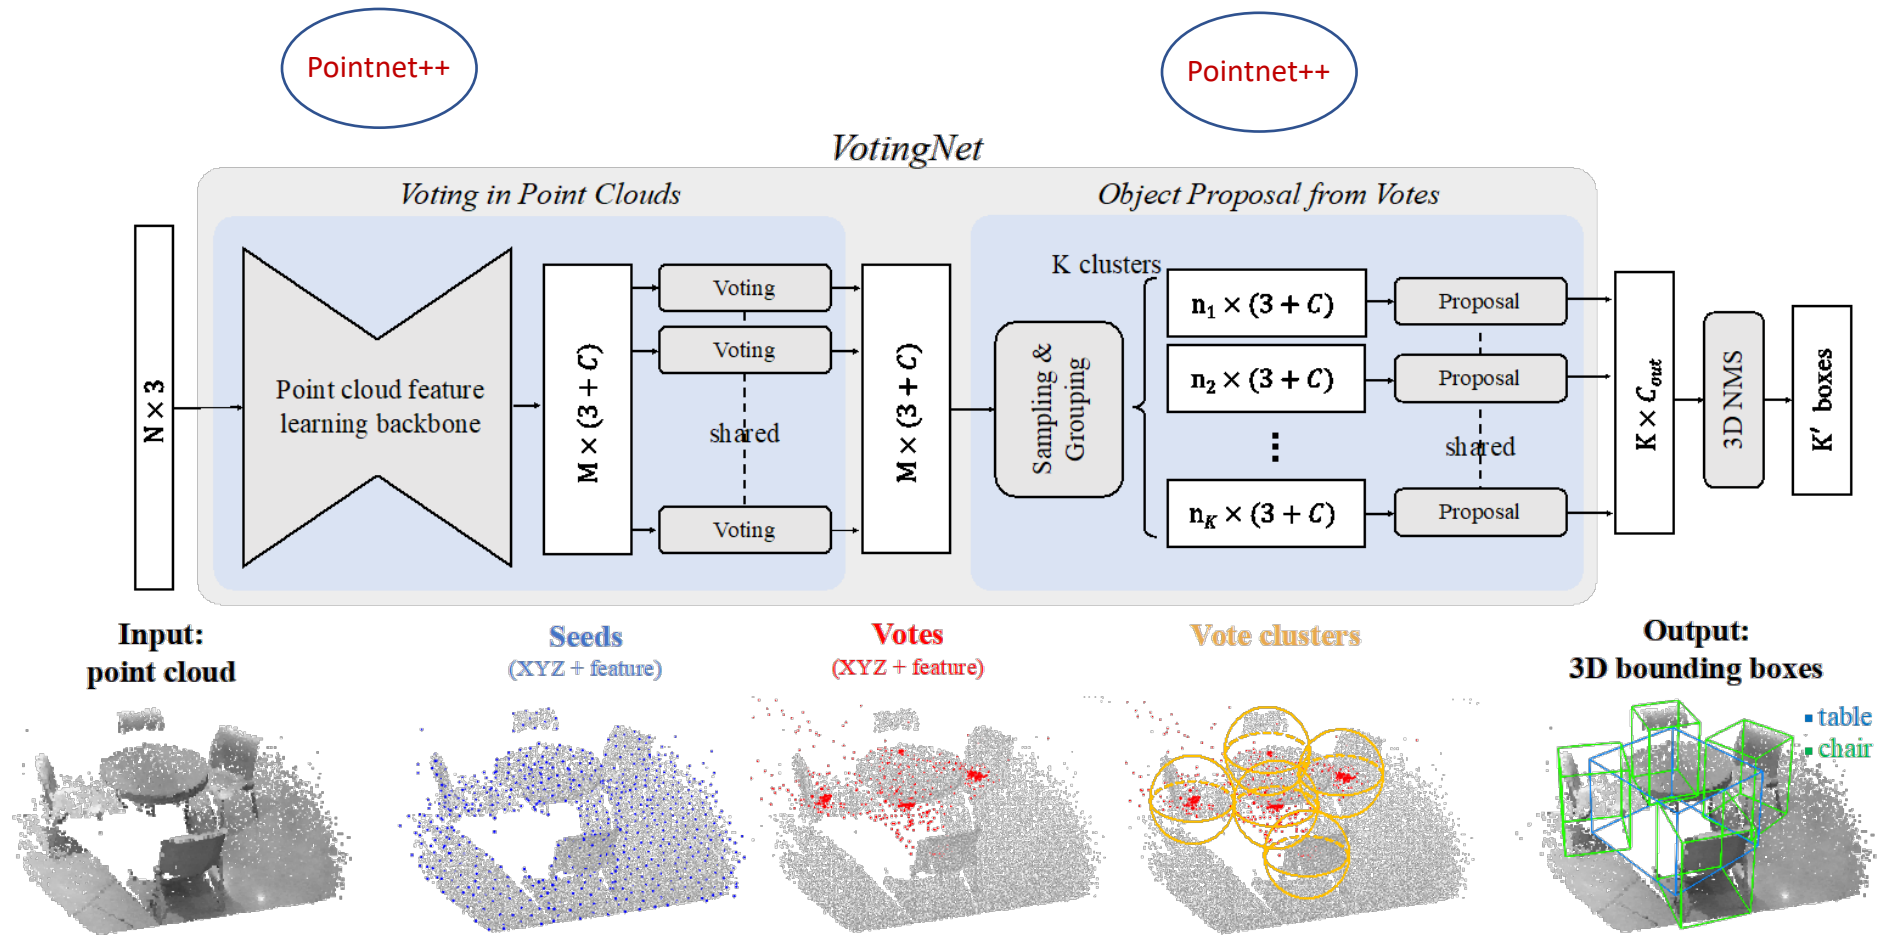 Pointnet++
Pointnet++
VotingNet
Voting in Point Clouds
Object Proposal from Votes
N × 3
Point cloud feature
learning backbone
M × (3 + C)
Voting
Voting
shared
Voting
M × (3 + C)
Sampling &
Grouping
K clusters
n₁ × (3 + C)
n₂ × (3 + C)
⋮
n_K × (3 + C)
Proposal
Proposal
shared
Proposal
K × C_out
3D NMS
K' boxes
Input:
point cloud
Seeds
(XYZ + feature)
Votes
(XYZ + feature)
Vote clusters
Output:
3D bounding boxes
table
chair